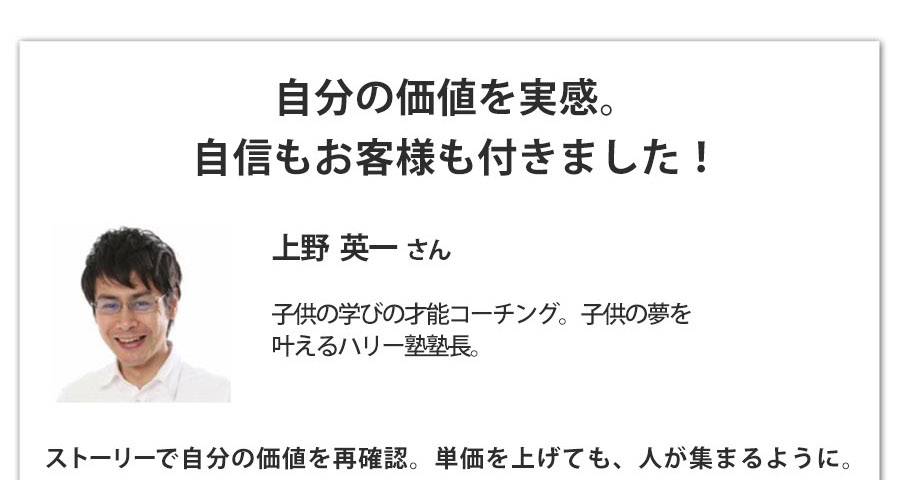 自分の価値を実感。
自信もお客様も付きました！
上野 英一 さん
子供の学びの才能コーチング。子供の夢を
叶えるハリー塾塾長。
ストーリーで自分の価値を再確認。単価を上げても、人が集まるように。